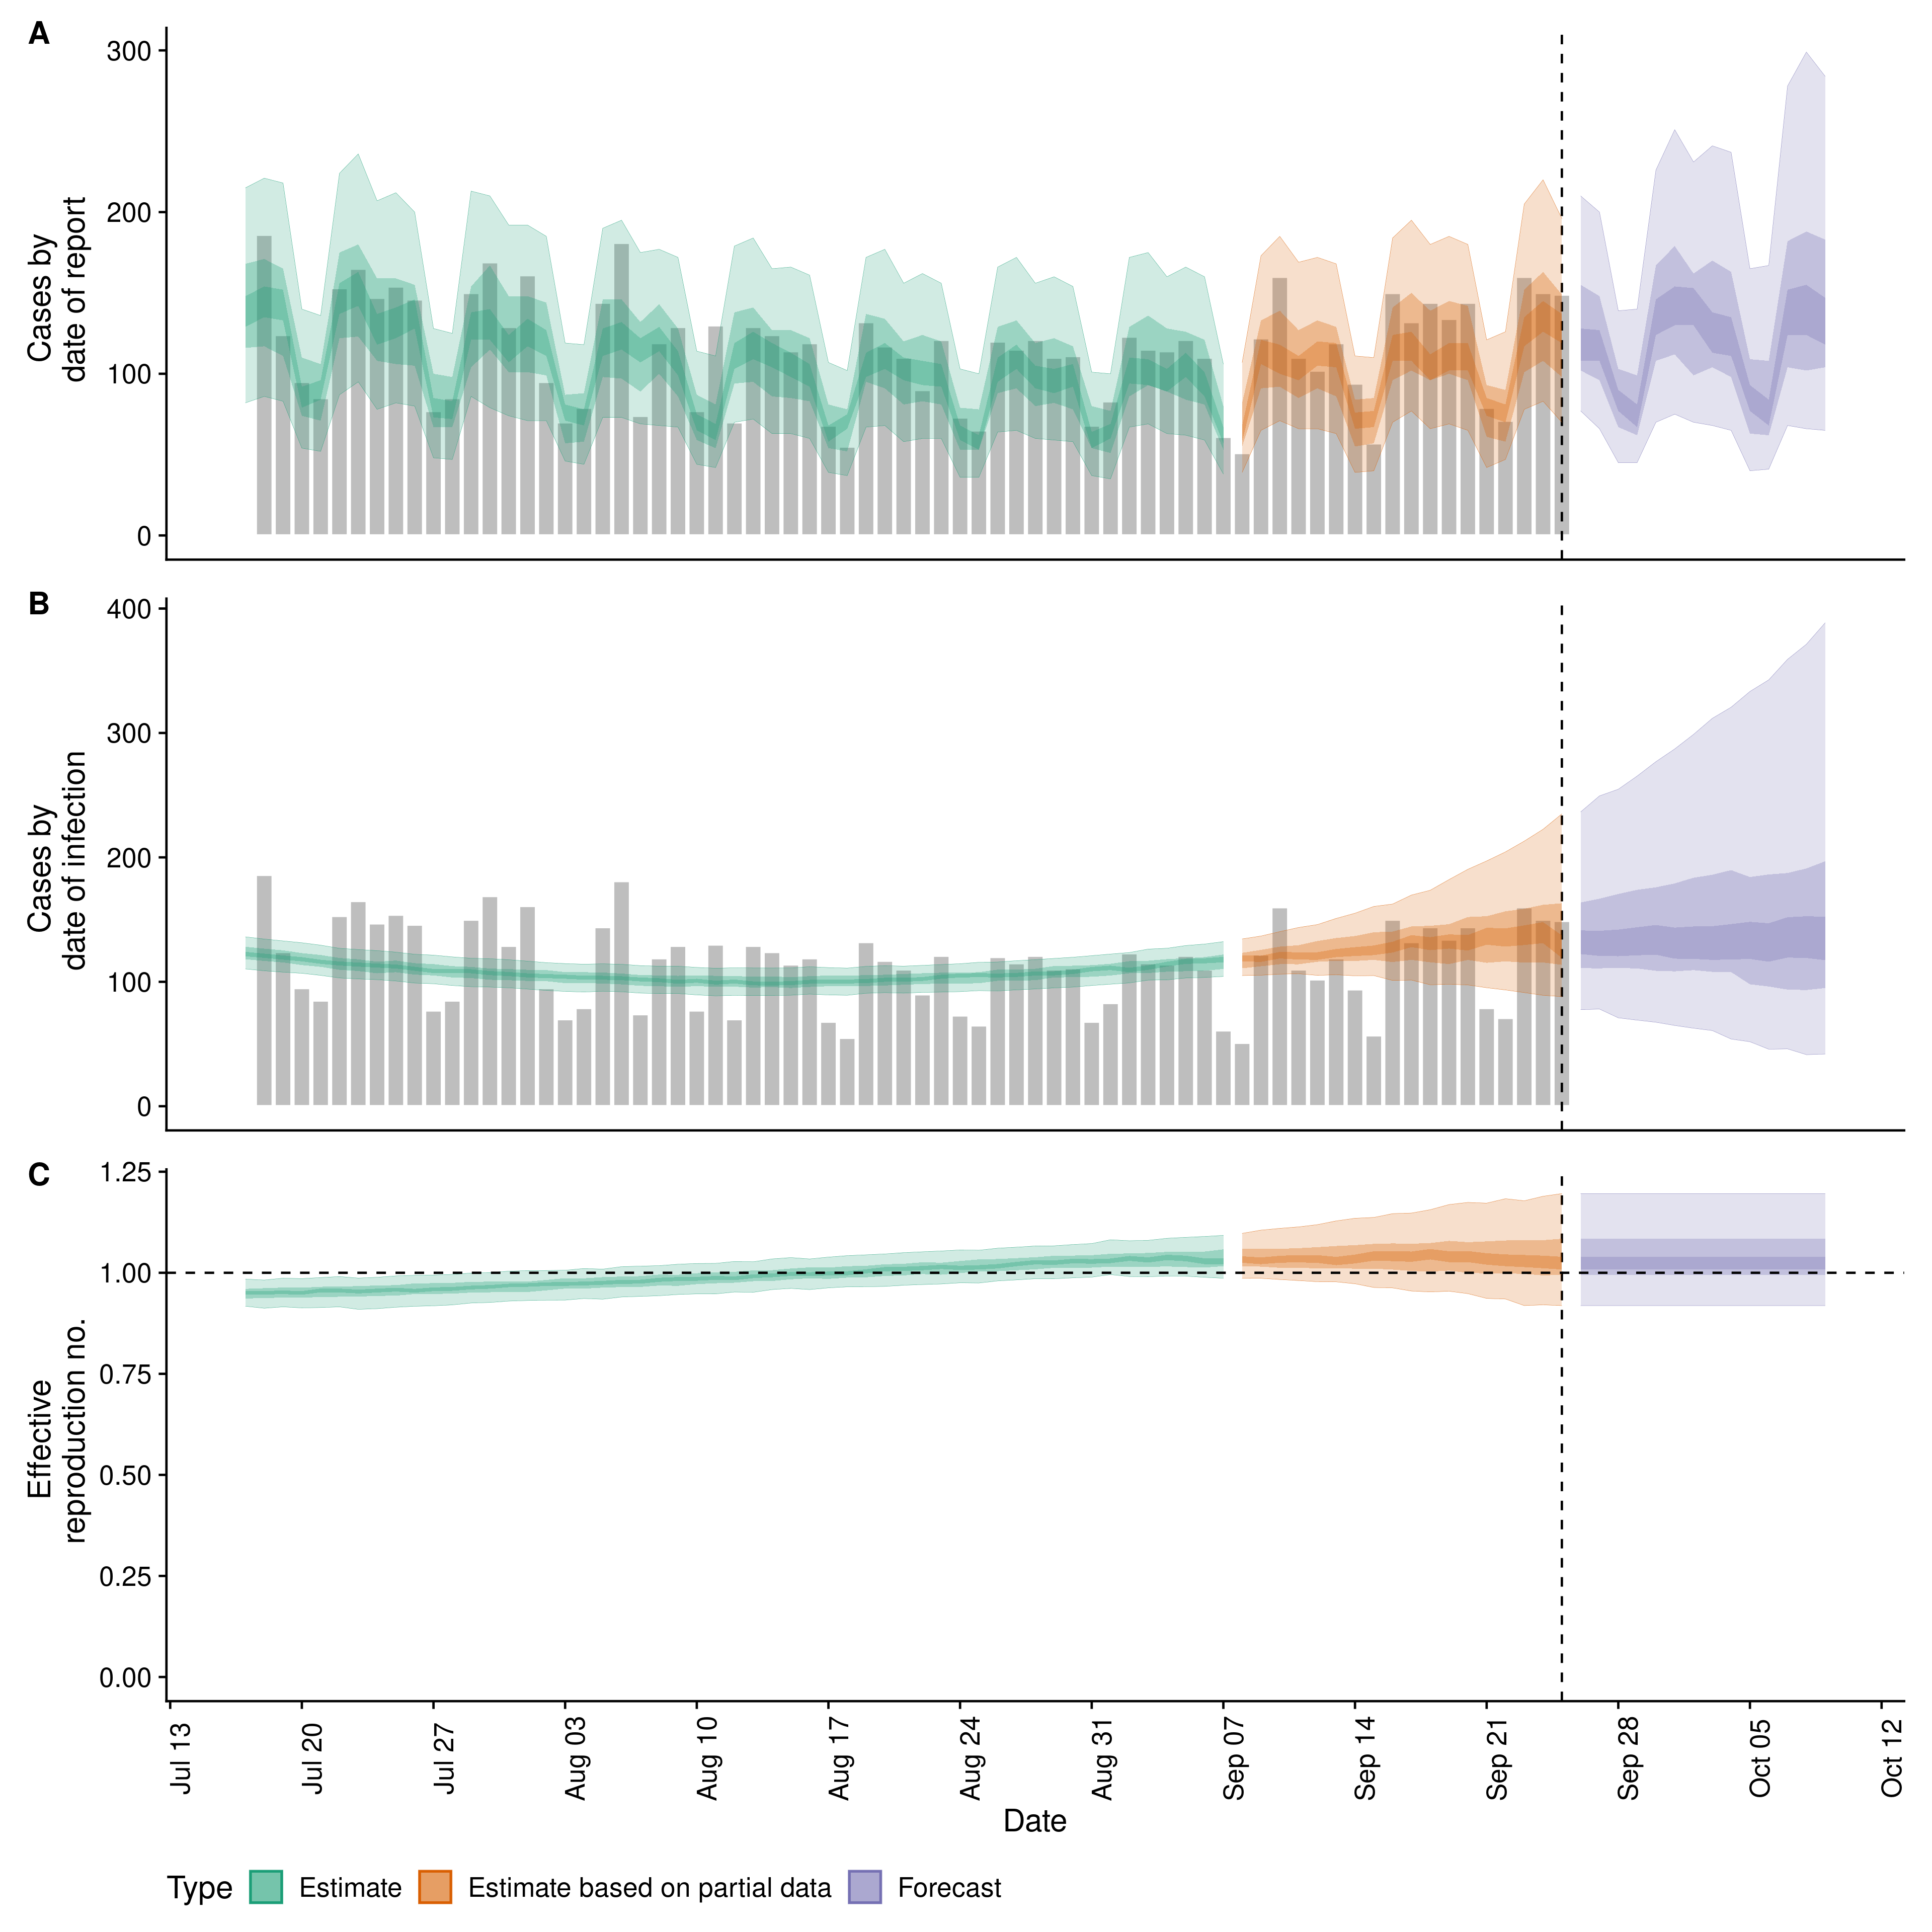 A
Cases by
date of report
300
200
100
0
B
Cases by
date of infection
400
300
200
100
0
C
Effective
reproduction no.
1.25
1.00
0.75
0.50
0.25
0.00
Jul 13
Jul 20
Jul 27
Aug 03
Aug 10
Aug 17
Aug 24
Aug 31
Sep 07
Sep 14
Sep 21
Sep 28
Oct 05
Oct 12
Date
Type Estimate Estimate based on partial data Forecast